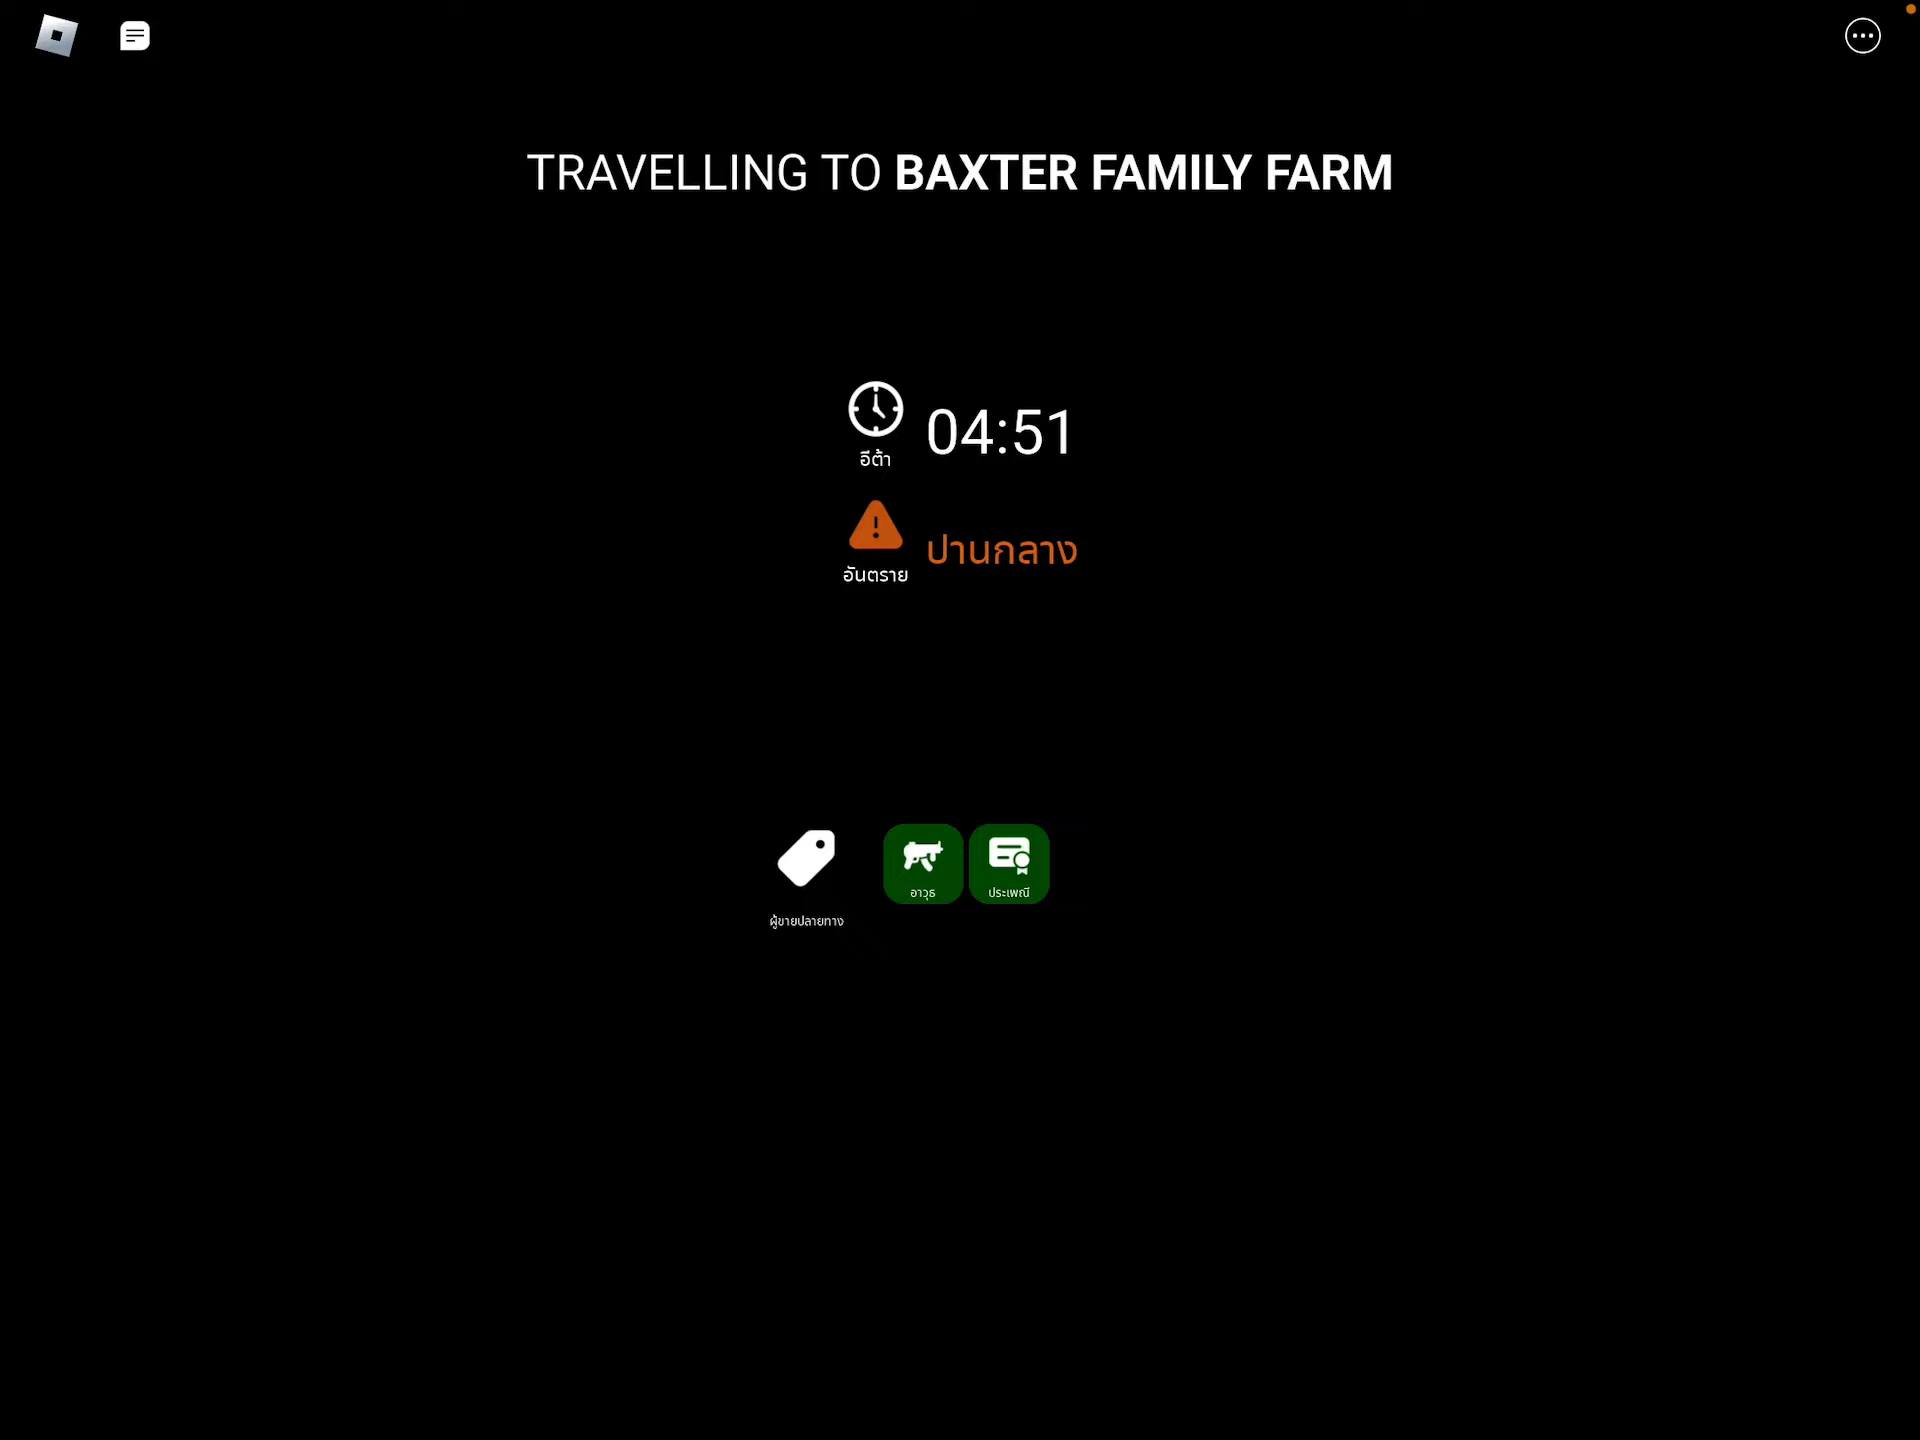 TRAVELLING TO BAXTER FAMILY FARM
04:51
อีต้า
ปานกลาง
อันตราย
อาวุธ
ประเพณี
ผู้ขายปลายทาง